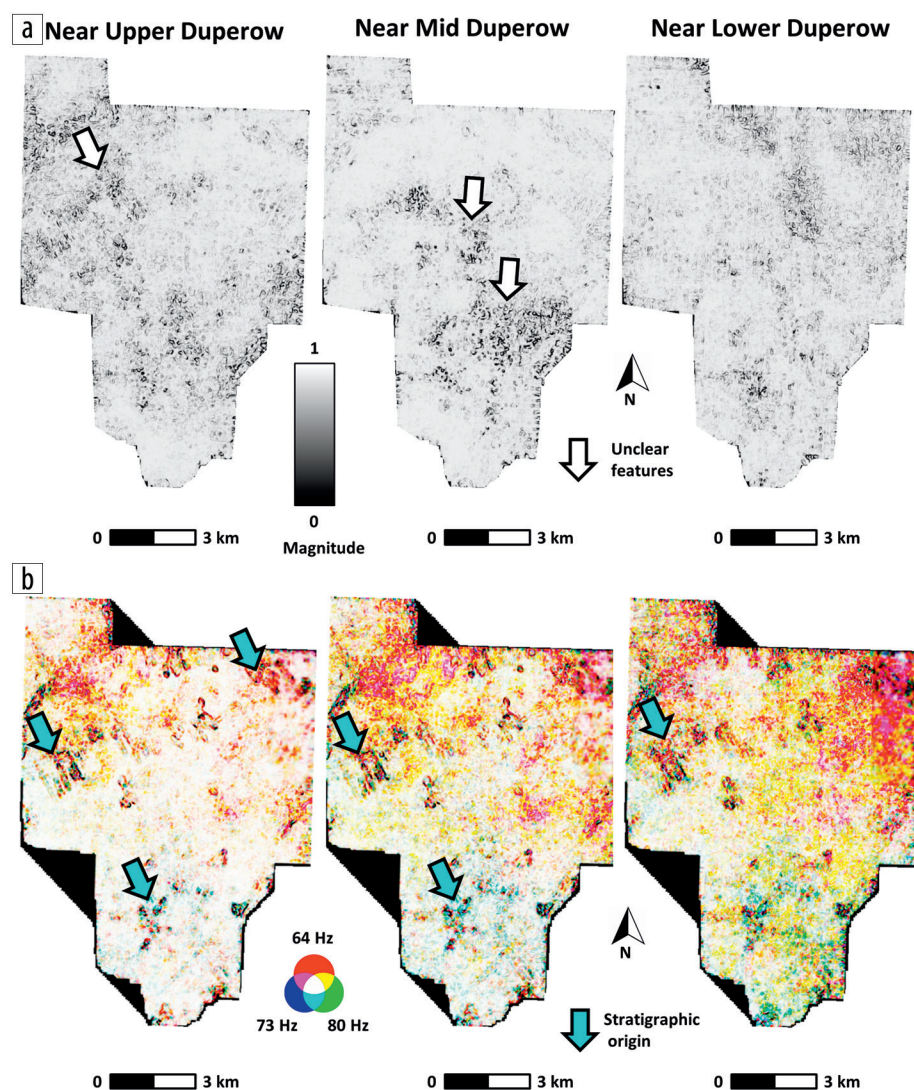 a
Near Upper Duperow
Near Mid Duperow
Near Lower Duperow
1
0
Magnitude
N
Unclear
features
0 3 km
0 3 km
0 3 km
b
64 Hz
73 Hz
80 Hz
N
Stratigraphic
origin
0 3 km
0 3 km
0 3 km